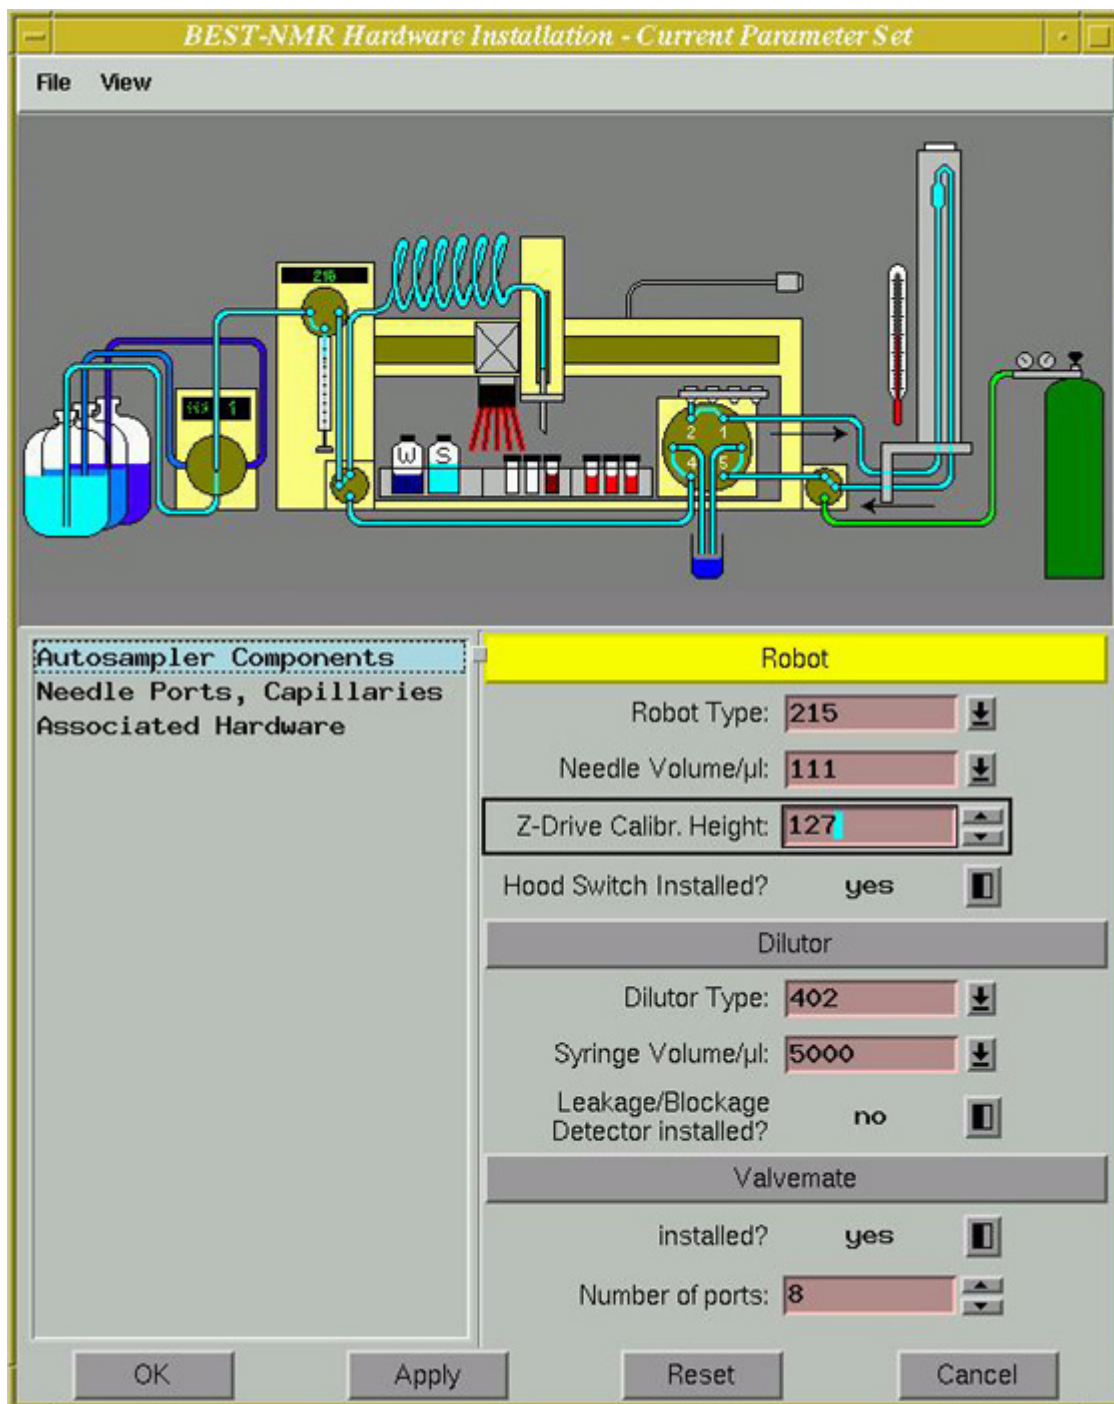 BEST-NMR Hardware Installation - Current Parameter Set
File View
W S
2 1
4 5
1
Autosampler Components
Needle Ports, Capillaries
Associated Hardware
Robot
Robot Type: 215
Needle Volume/µl: 111
Z-Drive Calibr. Height: 127
Hood Switch Installed? yes
Dilutor
Dilutor Type: 402
Syringe Volume/µl: 5000
Leakage/Blockage
Detector installed? no
Valvemate
installed? yes
Number of ports: 8
OK Apply Reset Cancel